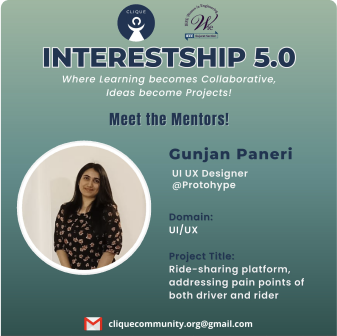 CLIQUE
INTERESTSHIP 5.0
Where Learning becomes Collaborative,
Ideas become Projects!
Meet the Mentors!
Gunjan Paneri
UI UX Designer
@Protohype
Domain:
UI/UX
Project Title:
Ride-sharing platform,
addressing pain points of
both driver and rider
cliquecommunity.org@gmail.com